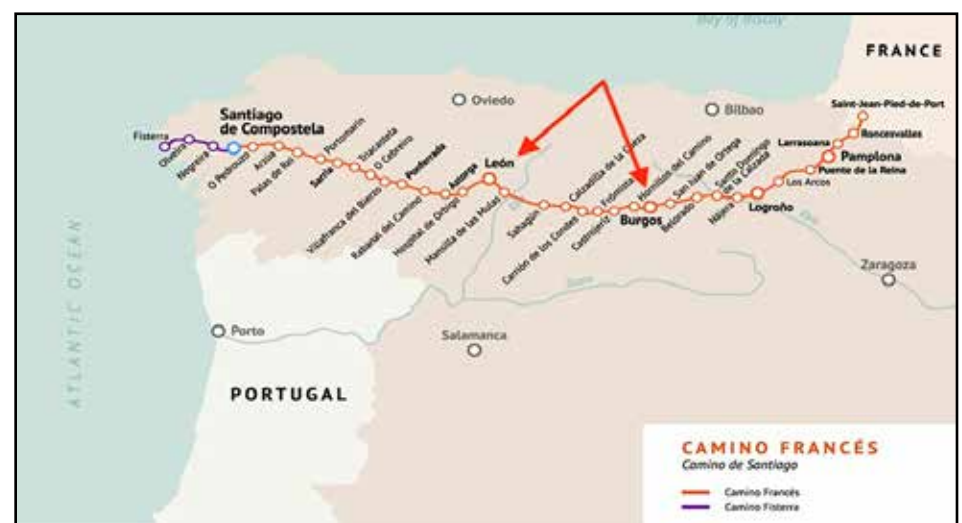 Bay of Biscay
FRANCE
Oviedo
Bilbao
Saint-Jean-Pied-de-Port
Roncesvalles
Larrasoana
Pamplona
Puente de la Reina
Los Arcos
Logroño
Nájera
Santo Domingo
de la Calzada
Belorado
San Juan de Ortega
Burgos
Hornillos del Camino
Castrojeriz
Frómista
Carrión de los Condes
Calzadilla de la Cueza
Sahagún
Mansilla de las Mulas
León
Hospital de Orbigo
Astorga
Rabanal del Camino
Ponferrada
Villafranca del Bierzo
O Cebreiro
Triacastela
Sarria
Portomarín
Palas de Rei
Arzúa
O Pedrouzo
Santiago
de Compostela
Negreira
Olveiroa
Fisterra
ATLANTIC OCEAN
Ebro
Zaragoza
Duero
Porto
Salamanca
PORTUGAL
CAMINO FRANCÉS
Camino de Santiago
Camino Francés
Camino Fisterra